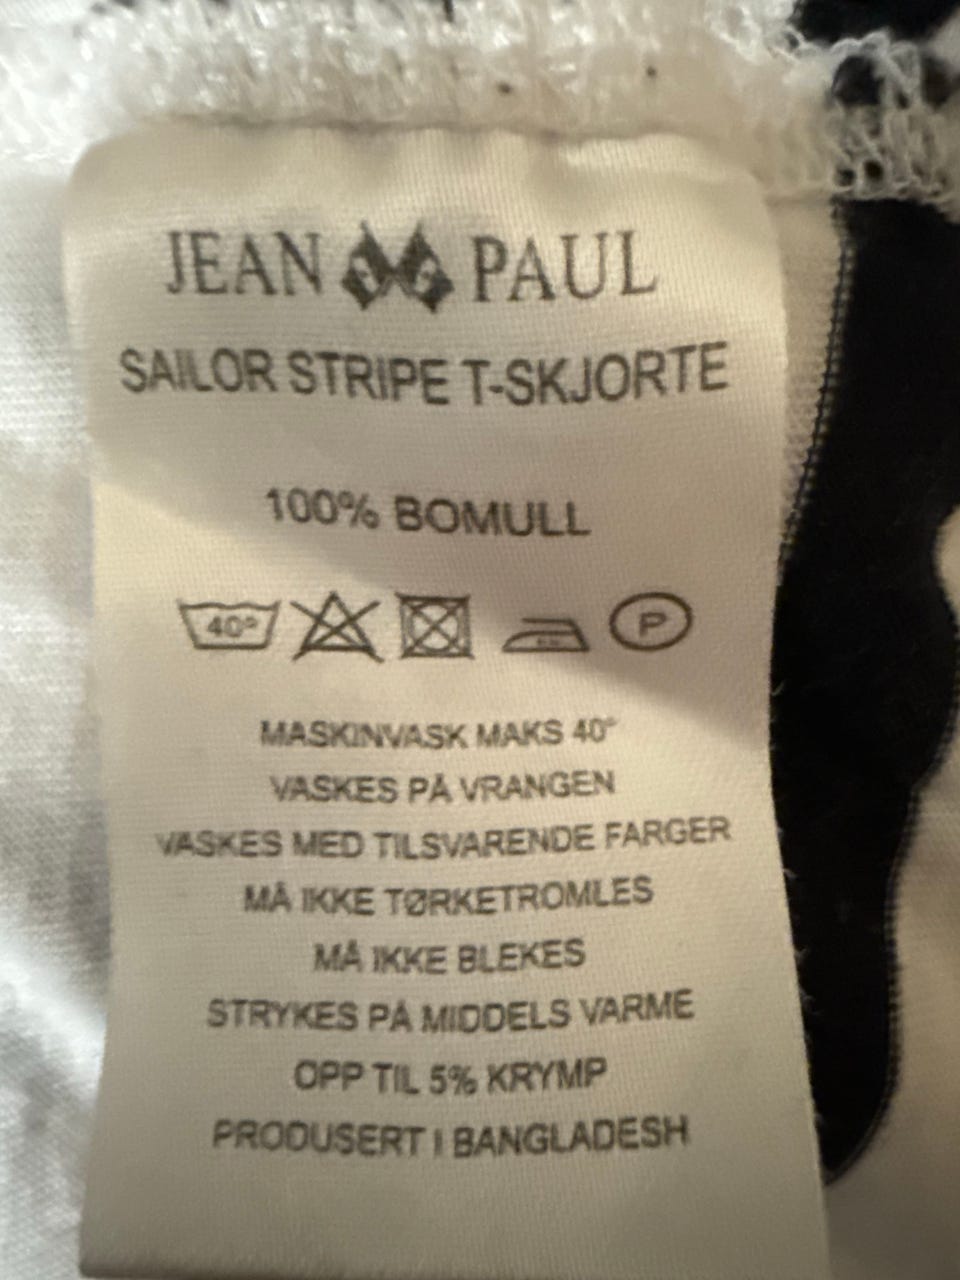 JEAN PAUL
SAILOR STRIPE T-SKJORTE
100% BOMULL
40° P
MASKINVASK MAKS 40°
VASKES PÅ VRANGEN
VASKES MED TILSVARENDE FARGER
MÅ IKKE TØRKETROMLES
MÅ IKKE BLEKES
STRYKES PÅ MIDDELS VARME
OPP TIL 5% KRYMP
PRODUSERT I BANGLADESH